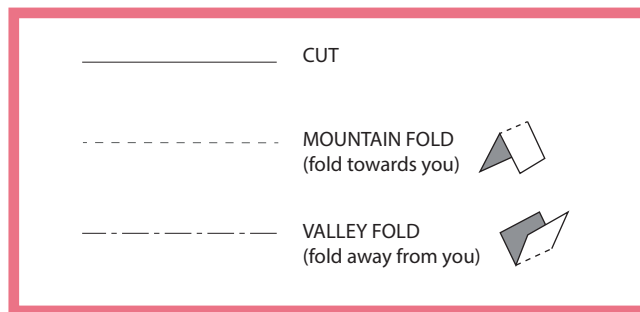 CUT
MOUNTAIN FOLD
(fold towards you)
VALLEY FOLD
(fold away from you)